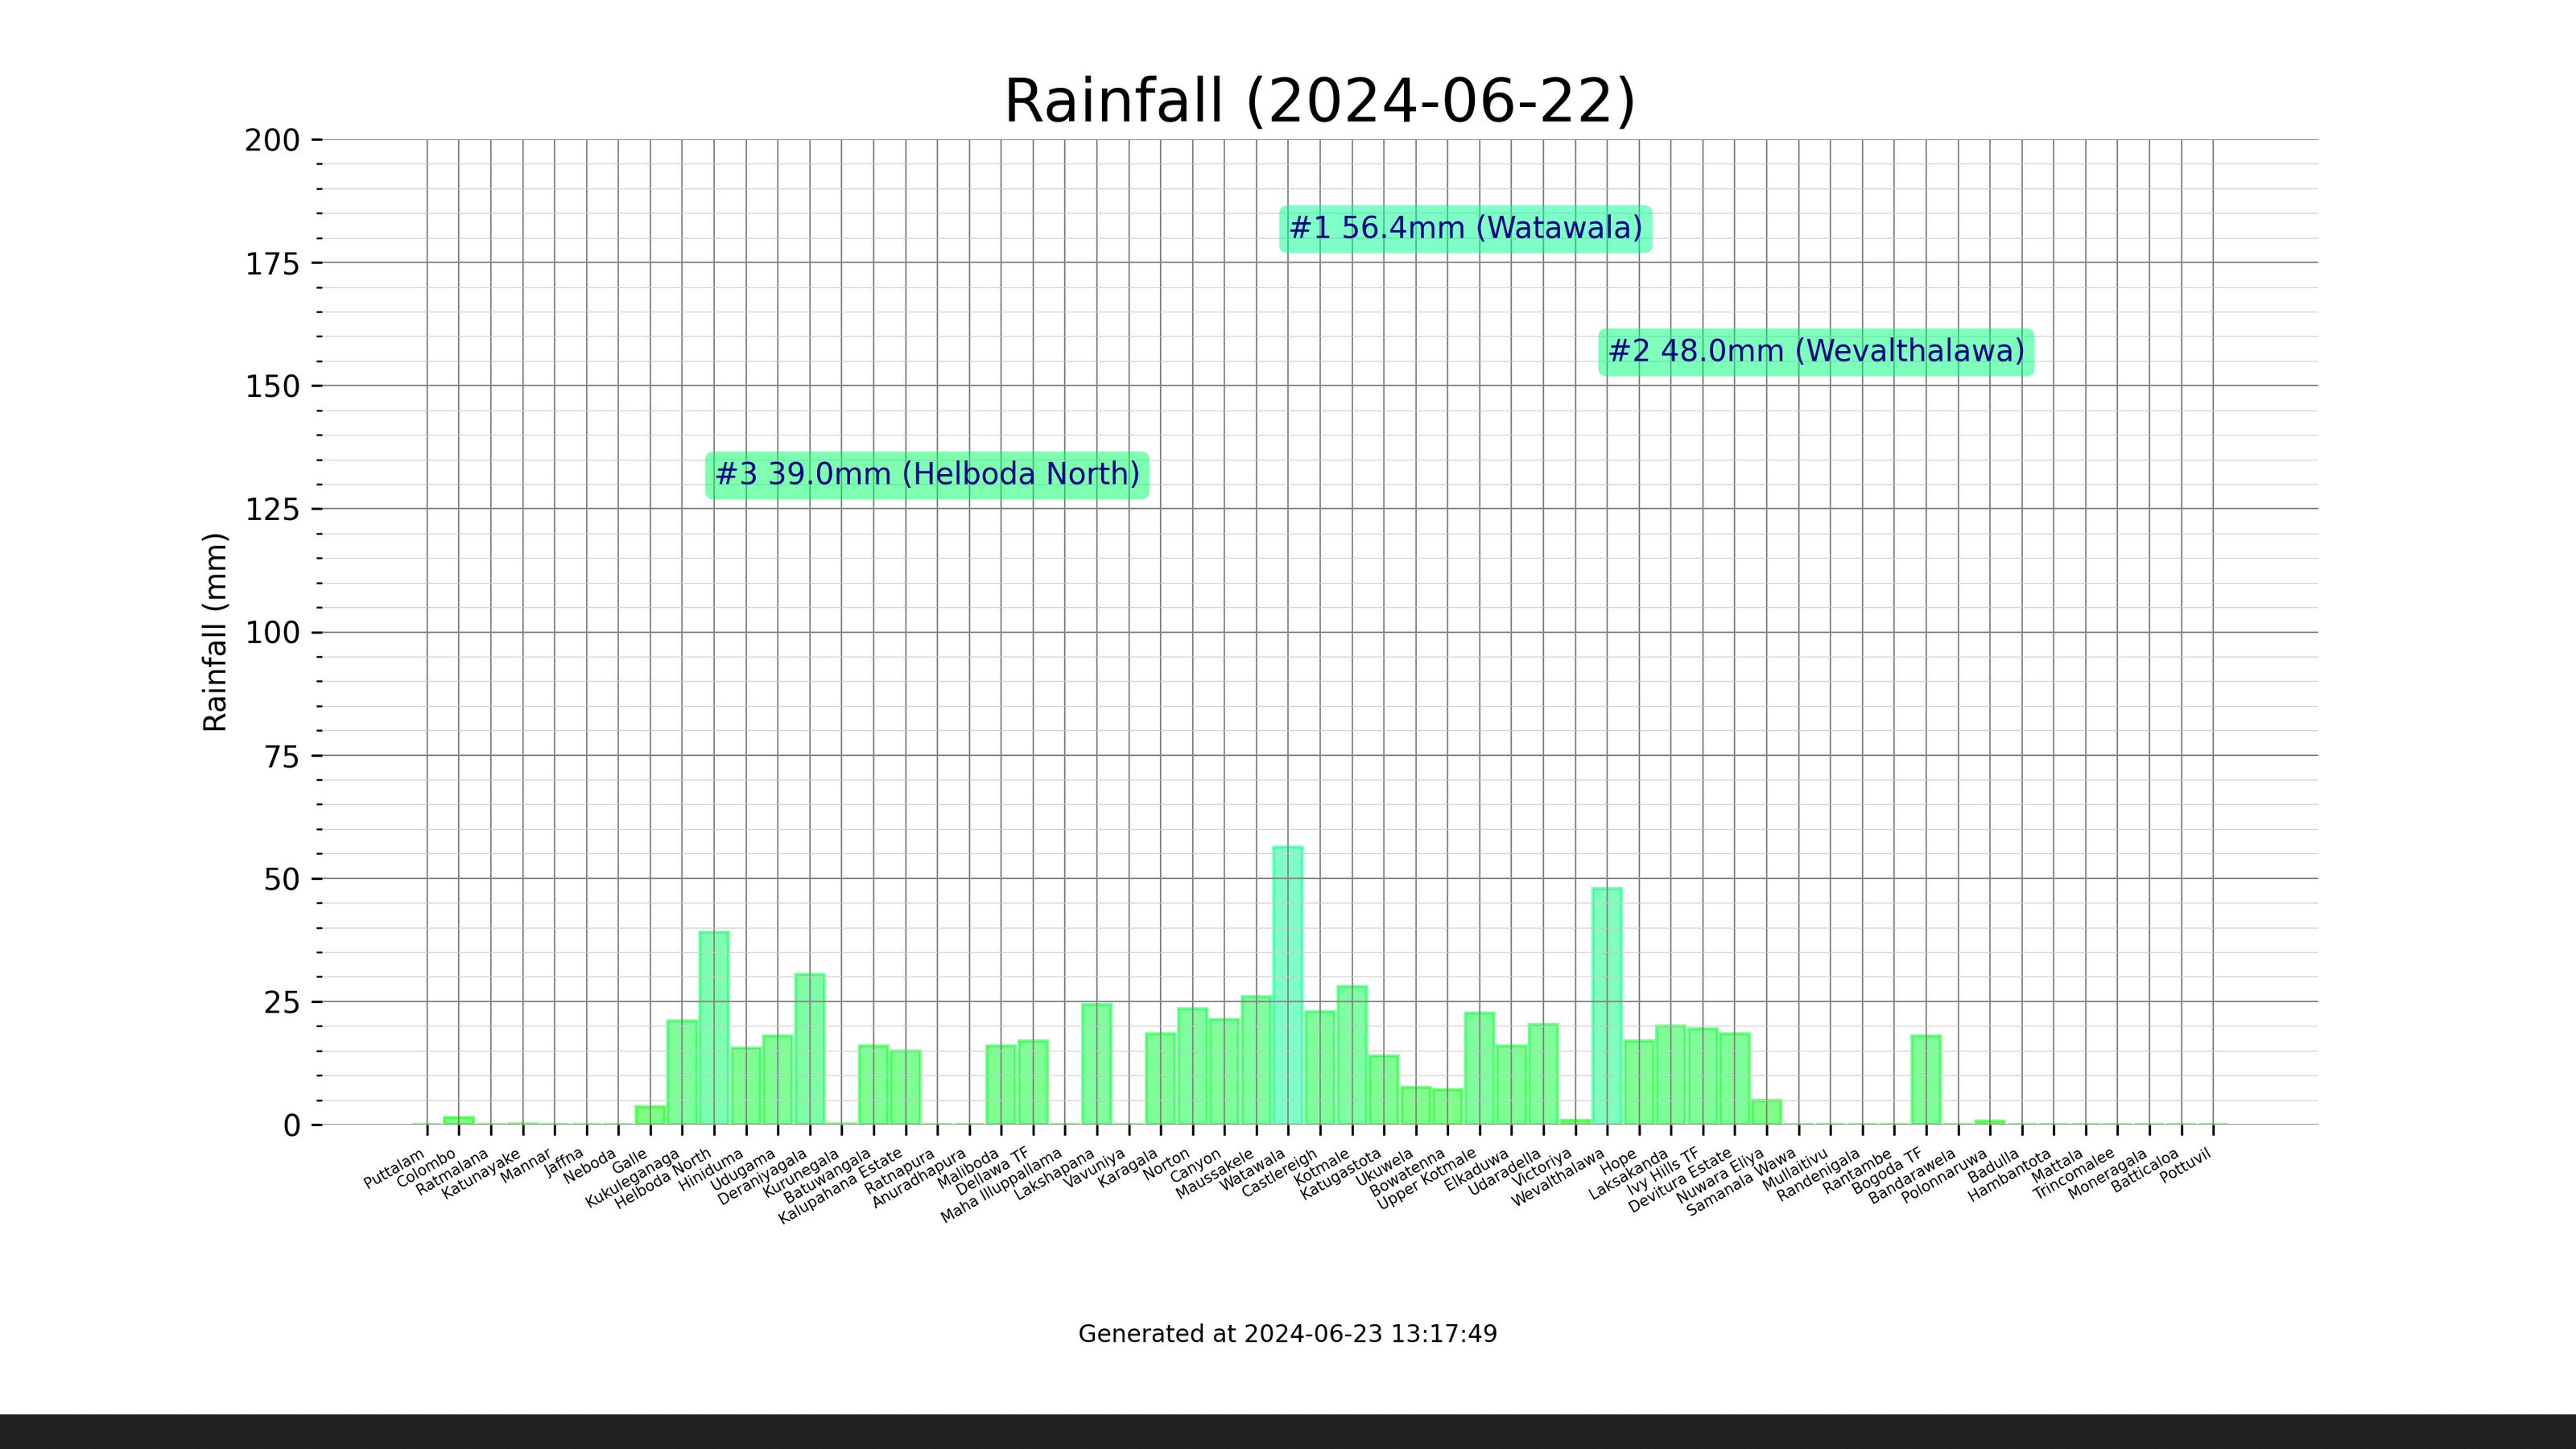 Rainfall (2024-06-22)
200
175
150
125
100
75
50
25
0
Rainfall (mm)
#1 56.4mm (Watawala)
#2 48.0mm (Wevalthalawa)
#3 39.0mm (Helboda North)
Puttalam
Colombo
Ratmalana
Katunayake
Mannar
Jaffna
Neboda
Galle
Kukuleganaga
Helboda North
Hiniduma
Udugama
Deraniyagala
Kurunegala
Batuwangala
Kalupahana Estate
Ratnapura
Anuradhapura
Maliboda
Dellawa TF
Maha Illuppallama
Lakshapana
Vavuniya
Karagala
Norton
Canyon
Maussakele
Watawala
Castlereigh
Kotmale
Katugastota
Ukuwela
Bowatenna
Upper Kotmale
Elkaduwa
Udaradella
Victoriya
Wevalthalawa
Hope
Laksakanda
Ivy Hills TF
Devitura Estate
Nuwara Eliya
Samanala Wawa
Mullaitivu
Randenigala
Rantambe
Bogoda TF
Bandarawela
Polonnaruwa
Badulla
Hambantota
Mattala
Trincomalee
Moneragala
Batticaloa
Pottuvil
Generated at 2024-06-23 13:17:49